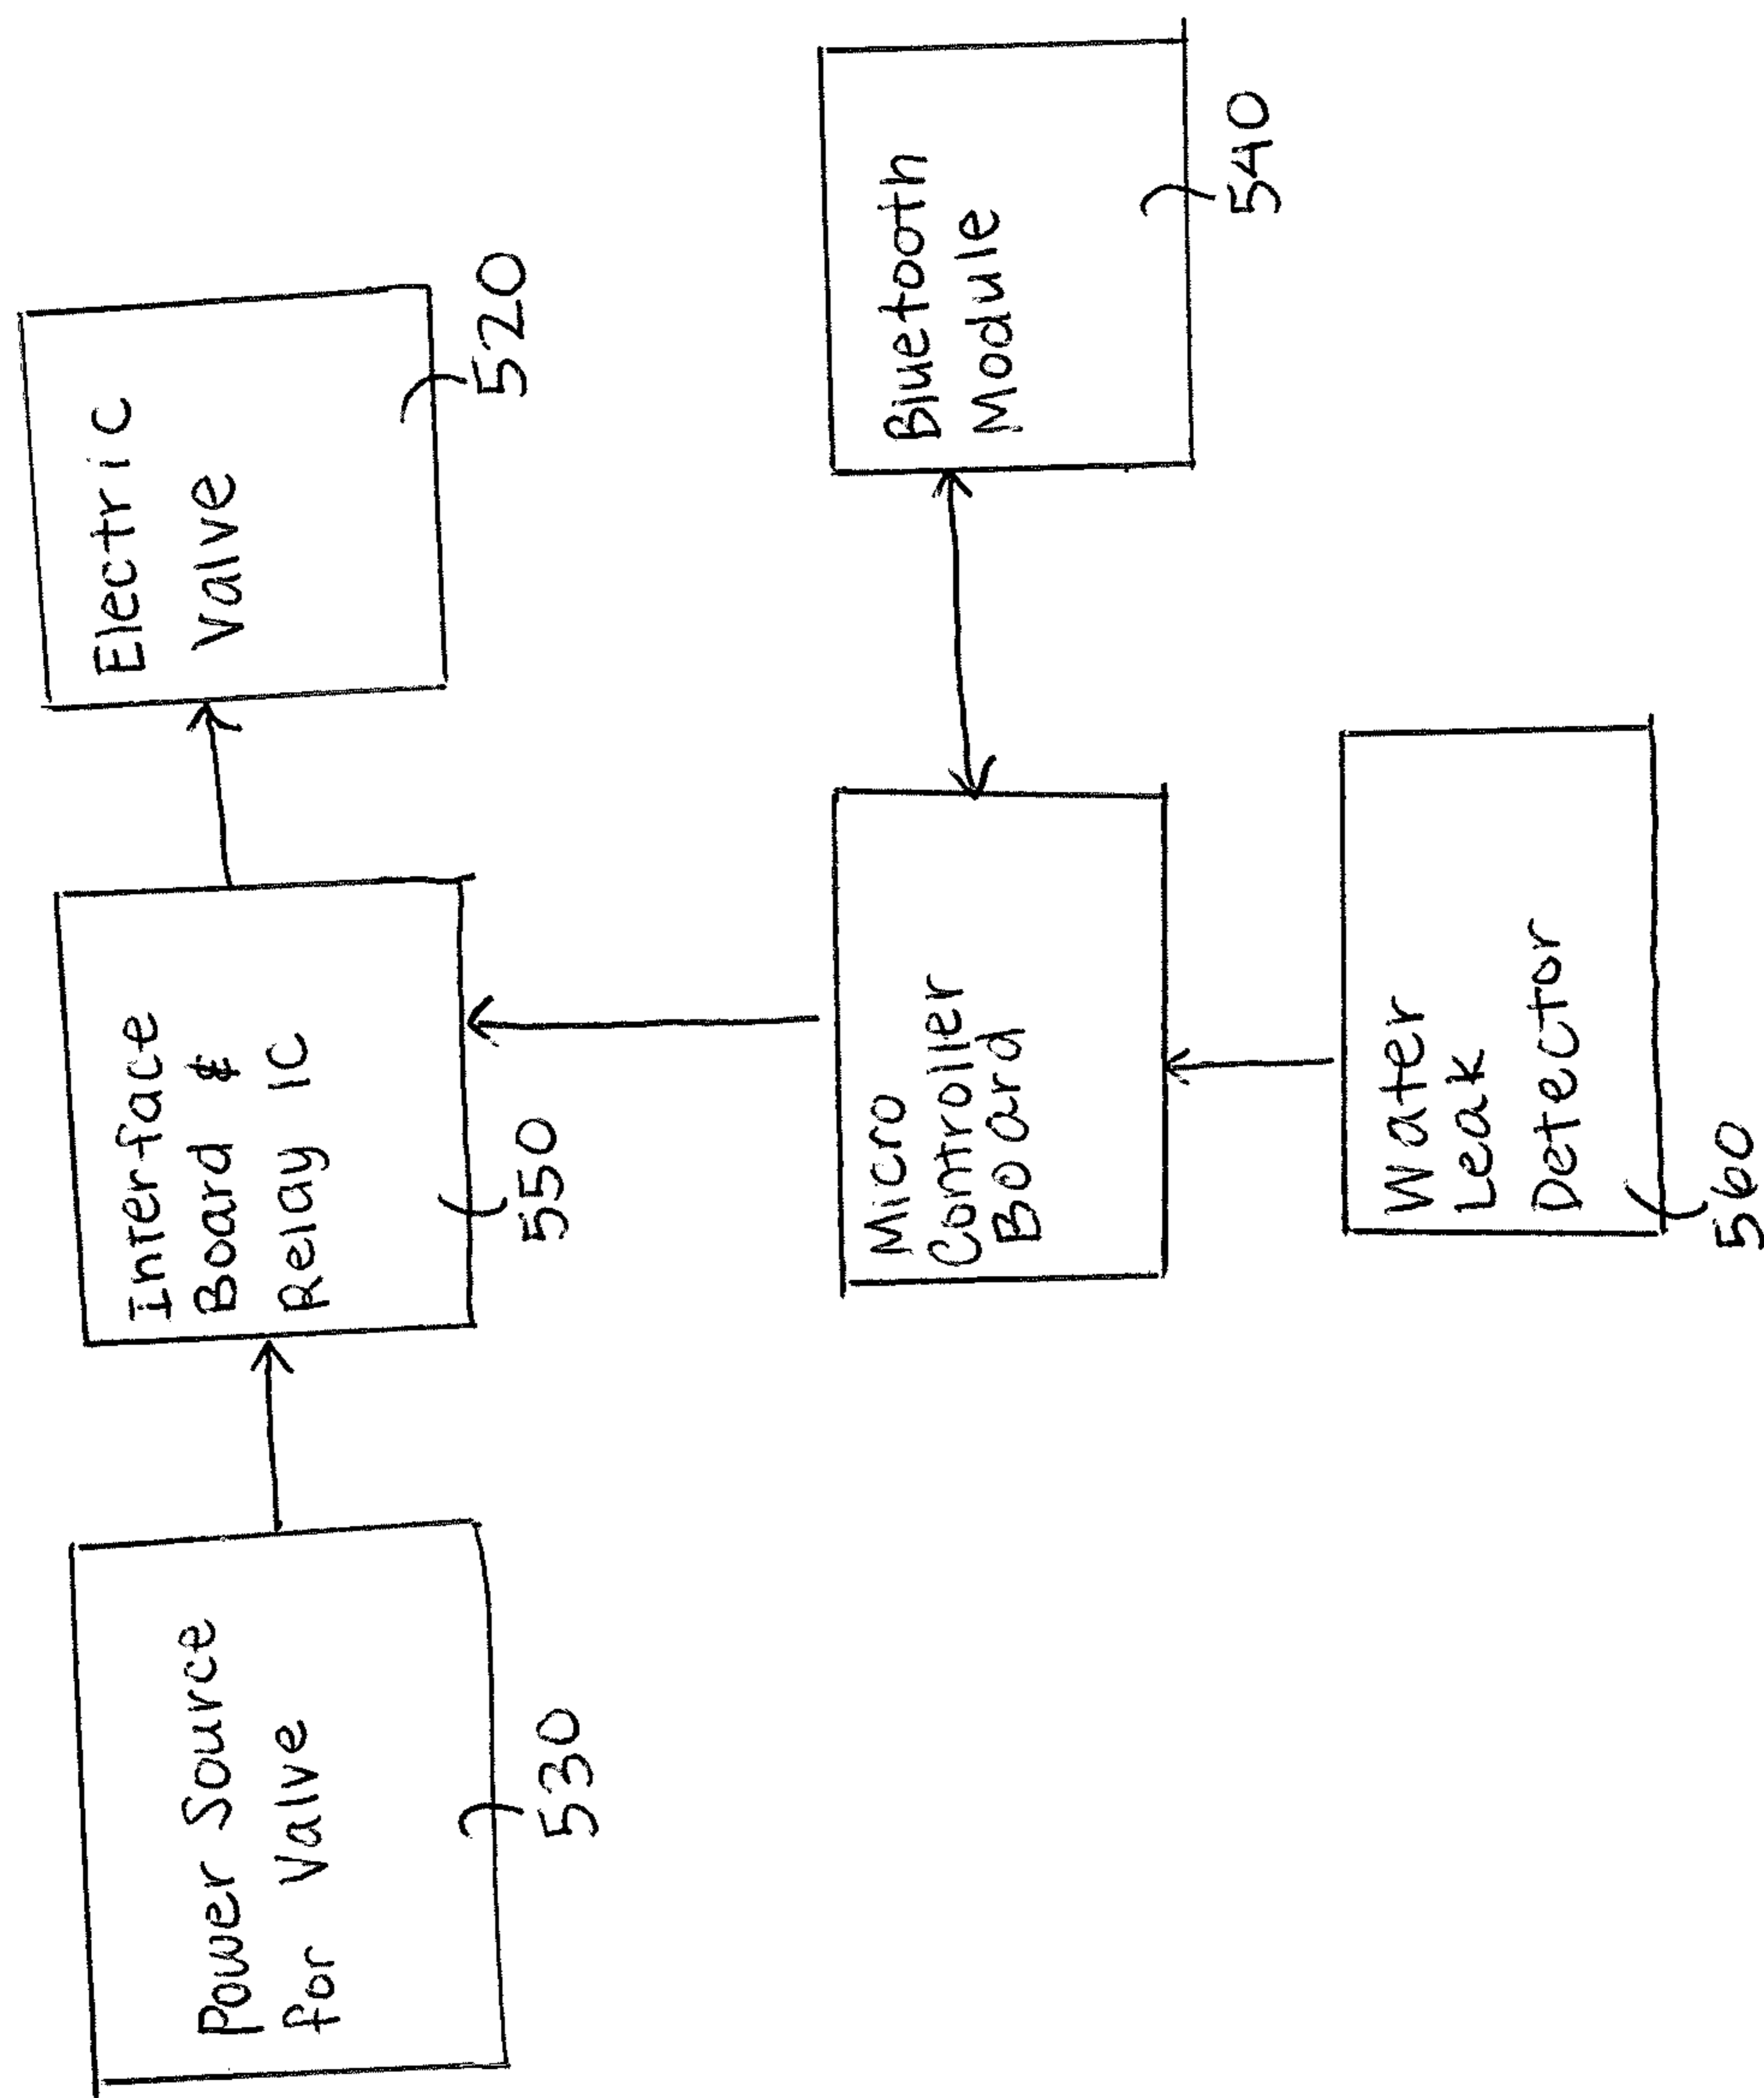 Power Source
for Valve
530
Interface
Board &
Relay IC
550
Electric
Valve
520
Micro
Controller
Board
Bluetooth
Module
540
Water
Leak
Detector
560